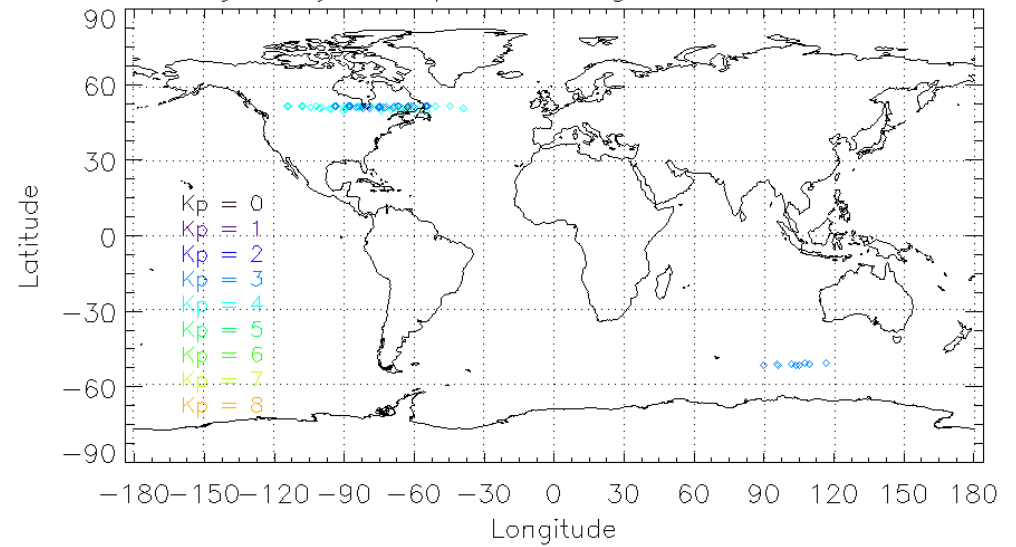 90
60
30
0
−30
−60
−90
Latitude
Kp = 0
Kp = 1
Kp = 2
Kp = 3
Kp = 4
Kp = 5
Kp = 6
Kp = 7
Kp = 8
−180 −150 −120 −90 −60 −30 0 30 60 90 120 150 180
Longitude